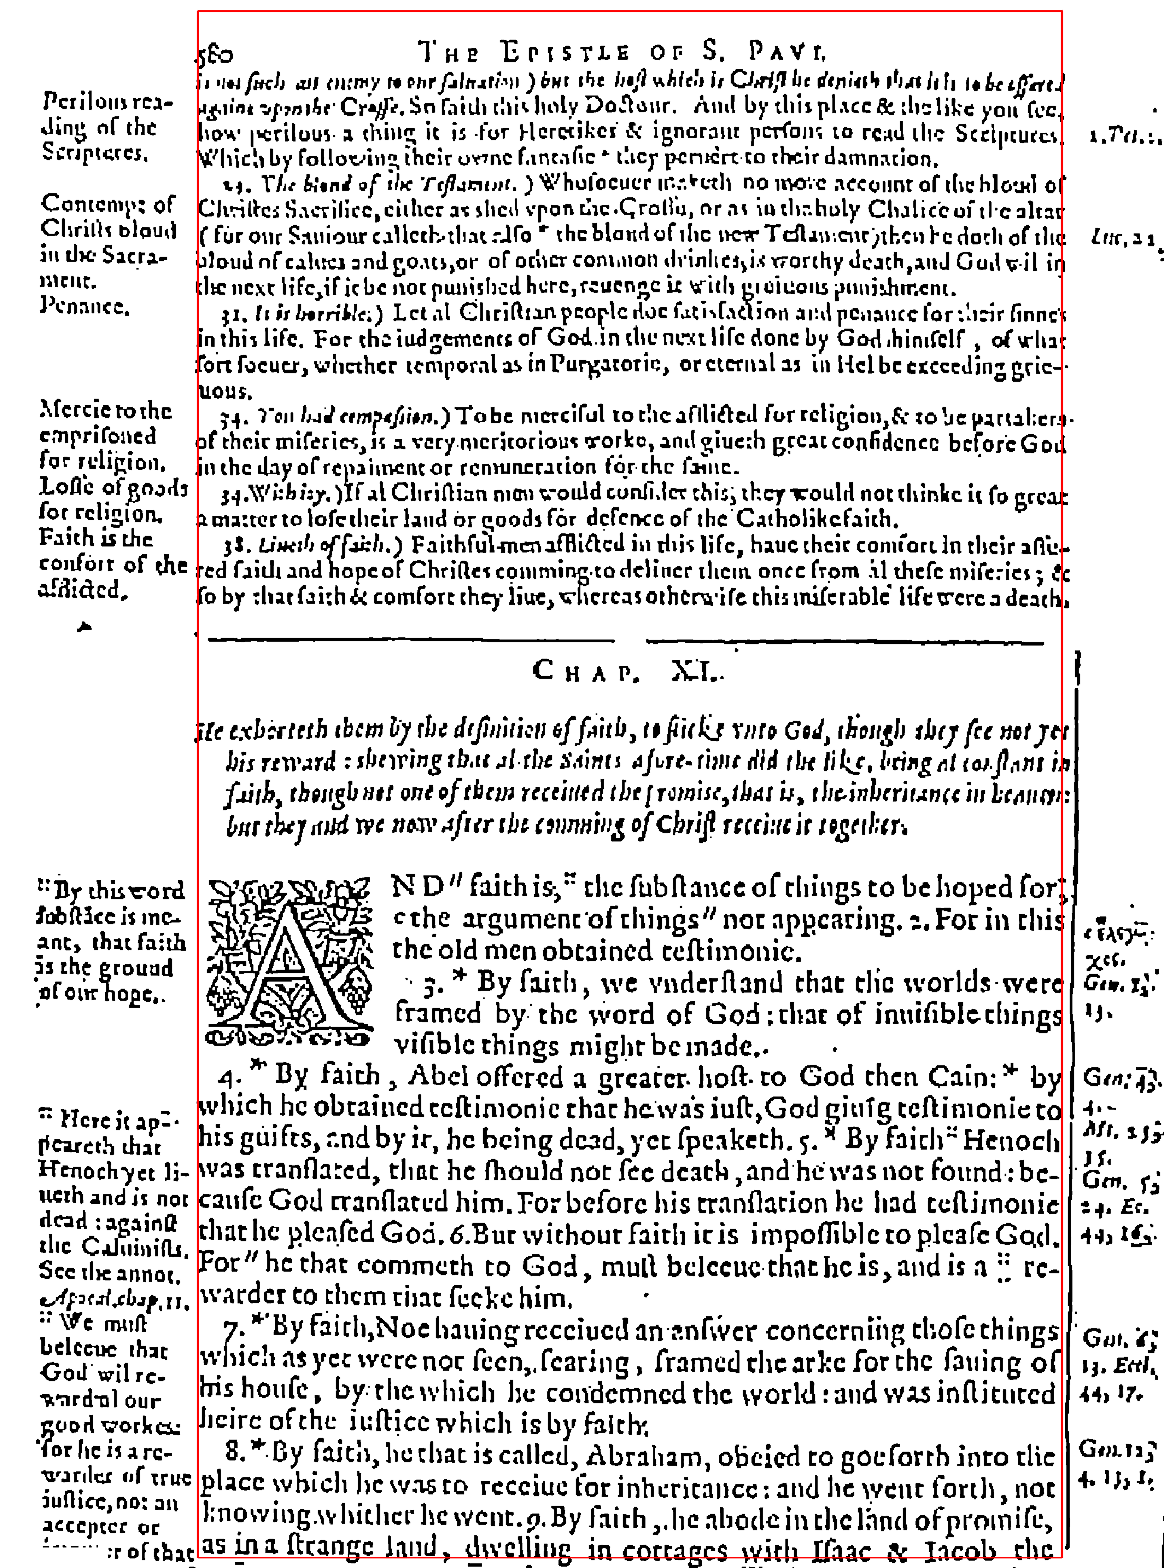 580 THE EPISTLE OF S. PAVL
is not such an enemy to our saluation ) but the host which is Christ he denieth that it is to be offered
againe vpon the Crosse. So saith this holy Doctour. And by this place & the like you see,
how perilous a thing it is for Heretikes & ignorant persons to read the Scriptures.
Which by following their owne fantasie * they peruert to their damnation.
29. The bloud of the Testament. ) Whosoeuer maketh no more account of the bloud of
Christes Sacrifice, either as shed vpon the Crosse, or as in the holy Chalice of the altar
( for our Sauiour calleth that also * the bloud of the new Testament) then he doth of the
bloud of calues and goats, or of other common drinkes, is worthy death, and God wil in
the next life, if it be not punished here, reuenge it with grieuous punishment.
31. It is horrible.) Let al Christian people doe satisfaction and penance for their sinnes
in this life. For the iudgements of God in the next life done by God himself, of what
sort soeuer, whether temporal as in Purgatorie, or eternal as in Hel be exceeding grie-
uous.
34. You had compassion.) To be merciful to the afflicted for religion, & to be partakers
of their miseries, is a very meritorious worke, and giueth great confidence before God
in the day of repaiment or remuneration for the same.
34. With ioy.) If al Christian men would consider this, they would not thinke it so great
a matter to lose their land or goods for defence of the Catholike faith.
38. Liueth of faith.) Faithful men afflicted in this life, haue their comfort in their assu-
red faith and hope of Christes comming to deliuer them once from al these miseries; &
so by that faith & comfort they liue, whereas otherwise this miserable life were a death.
Perilous rea-
ding of the
Scriptures.
Contempt of
Christs bloud
in the Sacra-
ment.
Penance.
Mercie to the
emprisoned
for religion.
Losse of goods
for religion.
Faith is the
confort of the
afflicted.
2. Pet.
Luc, 22
CHAP. XI.
He exhorteth them by the definition of faith, to sticke vnto God, though they see not yet
his reward : shewing that al the Saints afore-time did the like, being al constant in
faith, though not one of them receiued the promise, that is, the inheritance in heauen:
but they and we now after the comming of Christ receiue it together.
AND" faith is, :: the substance of things to be hoped for,
c the argument of things" not appearing. 2. For in this
the old men obtained testimonie.
3. * By faith, we vnderstand that the worlds were
framed by the word of God : that of inuisible things
visible things might be made.
4. * By faith, Abel offered a greater host to God then Cain: * by
which he obtained testimonie that he was iust, God giuĩg testimonie to
his guifts, and by it, he being dead, yet speaketh. 5. * By faith :: Henoch
was translated, that he should not see death, and he was not found: be-
cause God translated him. For before his translation he had testimonie
that he pleased God. 6. But without faith it is impossible to please God.
For" he that commeth to God, must beleeue that he is, and is a :: re-
warder to them that seeke him.
7. * By faith, Noe hauing receiued an answer concerning those things
which as yet were not seen, fearing, framed the arke for the sauing of
his house, by the which he condemned the world: and was instituted
heire of the iustice which is by faith.
8. * By faith, he that is called, Abraham, obeied to goe forth into the
place which he was to receiue for inheritance: and he went forth, not
knowing whither he went. 9. By faith, he abode in the land of promise,
as in a strange land, dwelling in cottages with Isaac & Iacob the
:: By this word
substãce is me-
ant, that faith
is the ground
of our hope.
:: Here it ap-
peareth that
Henoch yet li-
ueth and is not
dead : against
the Caluinists.
See the annot.
Apocal. chap. 11.
:: We must
beleeue that
God wil re-
ward al our
good workes:
for he is a re-
warder of true
iustice, not an
accepter or
of that
Gen. 1,
Gen. 4,
4.
Gen. 5,
24. Ec.
44, 16.
Gen. 6,
13. Eccl.
44, 17.
Gen. 12,